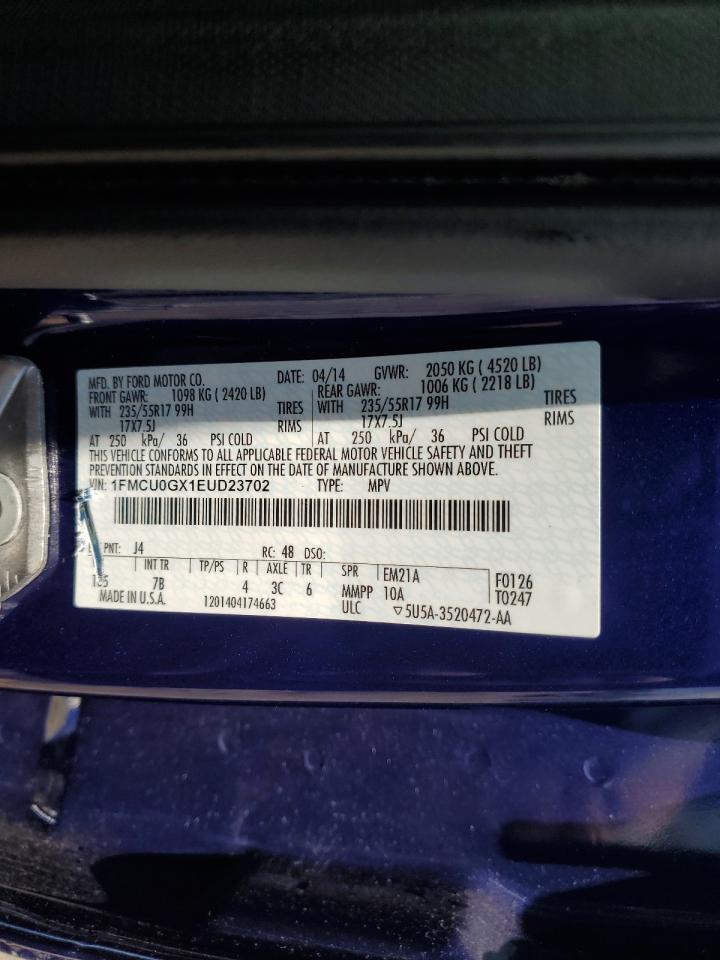 MFD. BY FORD MOTOR CO. DATE: 04/14 GVWR: 2050 KG ( 4520 LB)
FRONT GAWR: 1098 KG ( 2420 LB) REAR GAWR: 1006 KG ( 2218 LB)
WITH 235/55R17 99H TIRES WITH 235/55R17 99H TIRES
17X7.5J RIMS 17X7.5J RIMS
AT 250 kPa/ 36 PSI COLD AT 250 kPa/ 36 PSI COLD
THIS VEHICLE CONFORMS TO ALL APPLICABLE FEDERAL MOTOR VEHICLE SAFETY AND THEFT
PREVENTION STANDARDS IN EFFECT ON THE DATE OF MANUFACTURE SHOWN ABOVE.
VIN: 1FMCU0GX1EUD23702 TYPE: MPV
PNT: J4 RC: 48 DSO:
INT TR TP/PS R AXLE TR SPR EM21A F0126
7B 4 3C 6 MMPP 10A T0247
MADE IN U.S.A. 1201404174663 ULC ▽5U5A-3520472-AA